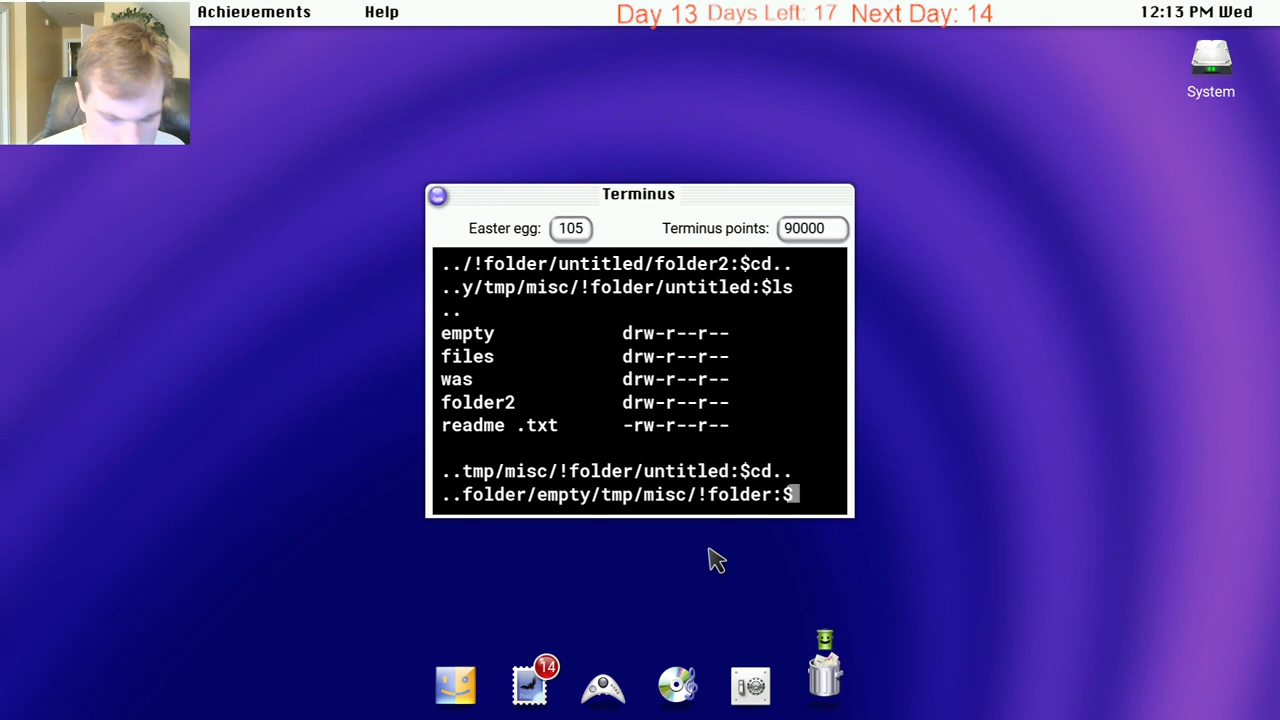 Achievements Help Day 13 Days Left: 17 Next Day: 14 12:13 PM Wed
System
Terminus
Easter egg: 105 Terminus points: 90000
../!folder/untitled/folder2:$cd..
..y/tmp/misc/!folder/untitled:$ls
..
empty drw-r--r--
files drw-r--r--
was drw-r--r--
folder2 drw-r--r--
readme .txt -rw-r--r--
..tmp/misc/!folder/untitled:$cd..
..folder/empty/tmp/misc/!folder:$
14